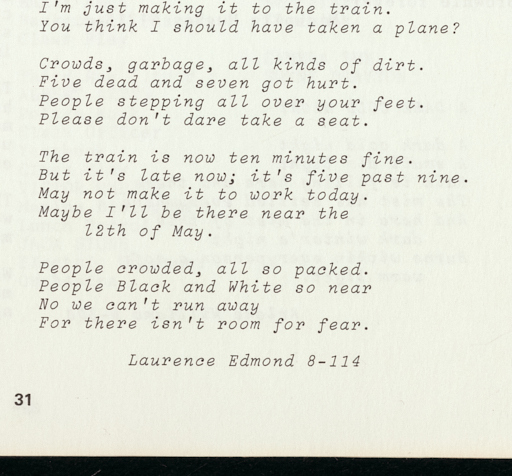 I'm just making it to the train.
You think I should have taken a plane?
Crowds, garbage, all kinds of dirt.
Five dead and seven got hurt.
People stepping all over your feet.
Please don't dare take a seat.
The train is now ten minutes fine.
But it's late now; it's five past nine.
May not make it to work today.
Maybe I'll be there near the
12th of May.
People crowded, all so packed.
People Black and White so near
No we can't run away
For there isn't room for fear.
Laurence Edmond 8-114
31